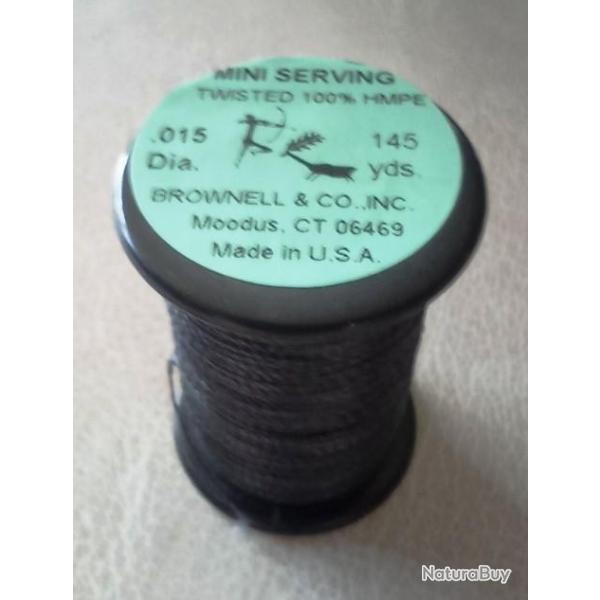 MINI SERVING
TWISTED 100% HMPE
.015 145
Dia. yds.
BROWNELL & CO.,INC.
Moodus, CT 06469
Made in U.S.A.
NaturaBuy